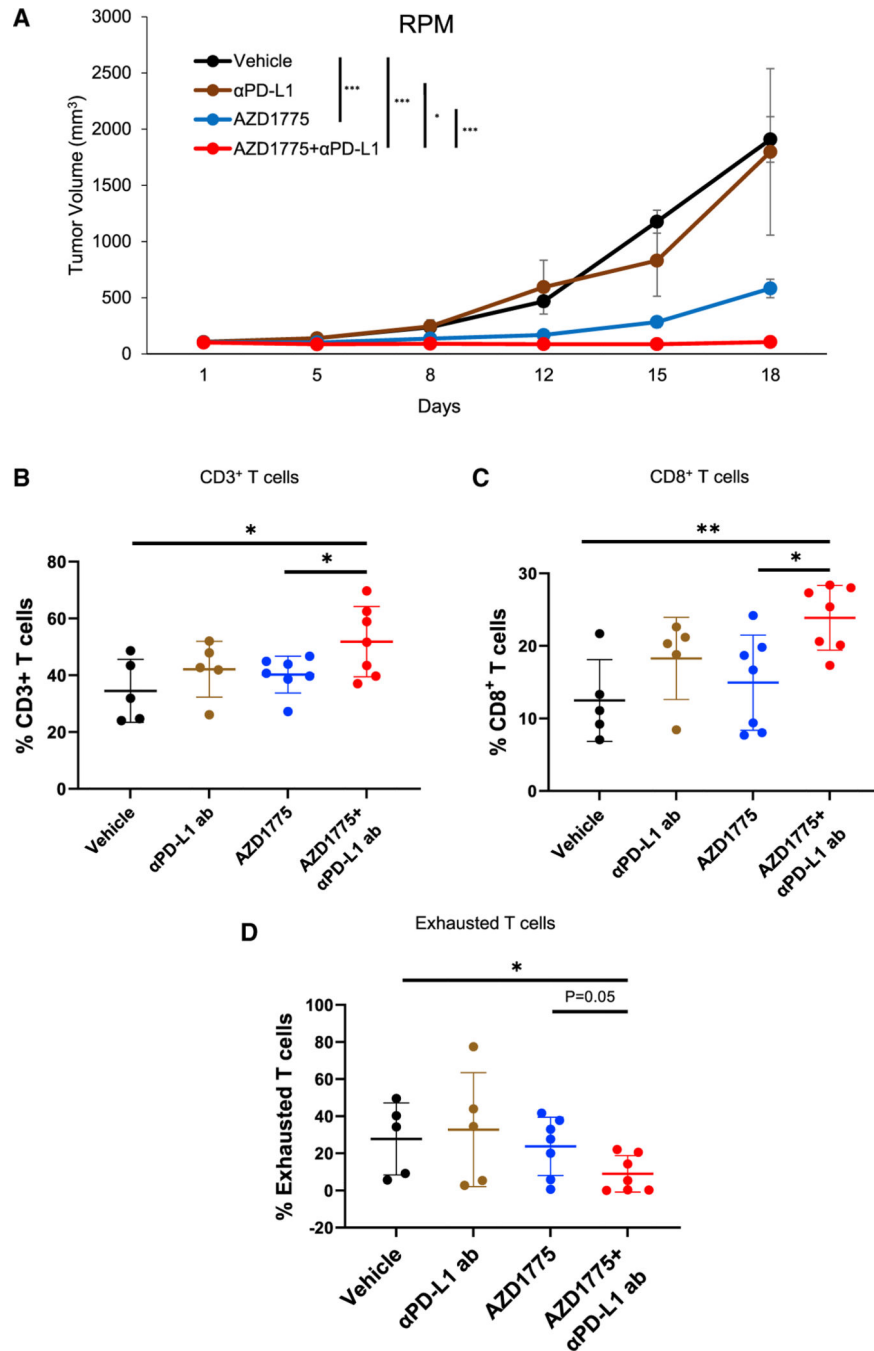 A
RPM
3000
2500
2000
1500
1000
500
0
Tumor Volume (mm³)
Vehicle
αPD-L1
AZD1775
AZD1775+αPD-L1
***
***
*
***
1 5 8 12 15 18
Days
B
CD3⁺ T cells
*
*
80
60
40
20
0
% CD3+ T cells
Vehicle
αPD-L1 ab
AZD1775
AZD1775+
αPD-L1 ab
C
CD8⁺ T cells
**
*
30
20
10
0
% CD8⁺ T cells
Vehicle
αPD-L1 ab
AZD1775
AZD1775+
αPD-L1 ab
D
Exhausted T cells
*
P=0.05
100
80
60
40
20
0
-20
% Exhausted T cells
Vehicle
αPD-L1 ab
AZD1775
AZD1775+
αPD-L1 ab